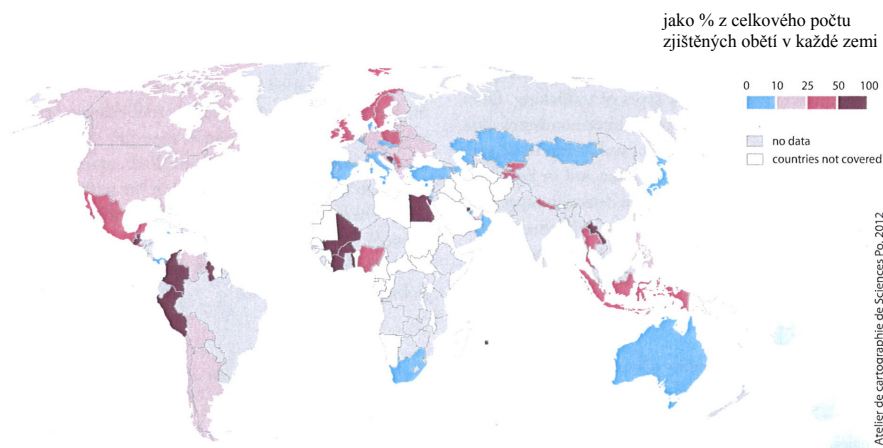 jako % z celkového počtu
zjištěných obětí v každé zemi
0 10 25 50 100
no data
countries not covered
Atelier de cartographie de Sciences Po. 2012